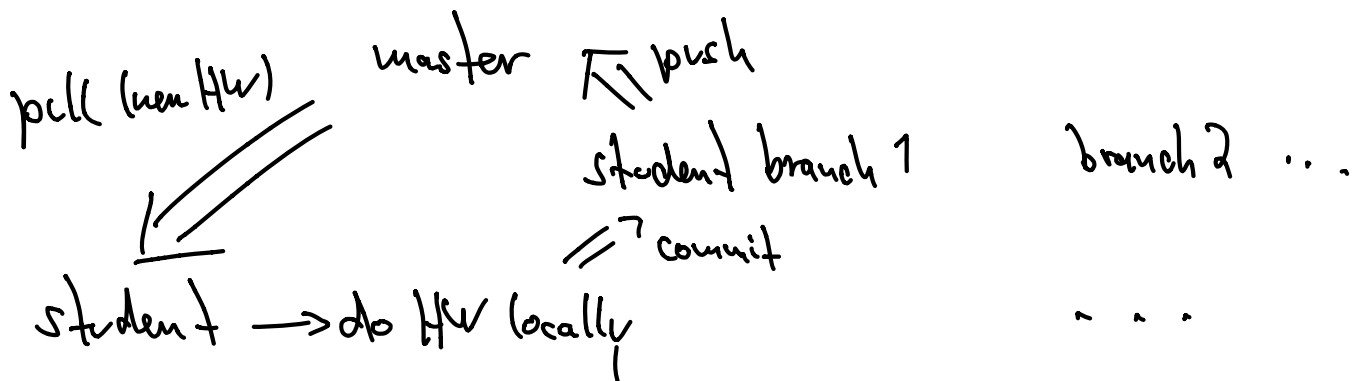 pull (new HW) master push
student branch 1 branch 2 ...
commit
student → do HW locally ...